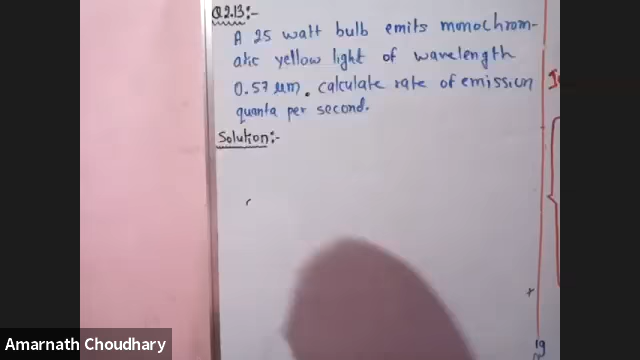 Q2.13:-
A 25 watt bulb emits monochrom-
atic yellow light of wavelength
0.57 μm. calculate rate of emission
quanta per second.
Solution:-
19
Amarnath Choudhary